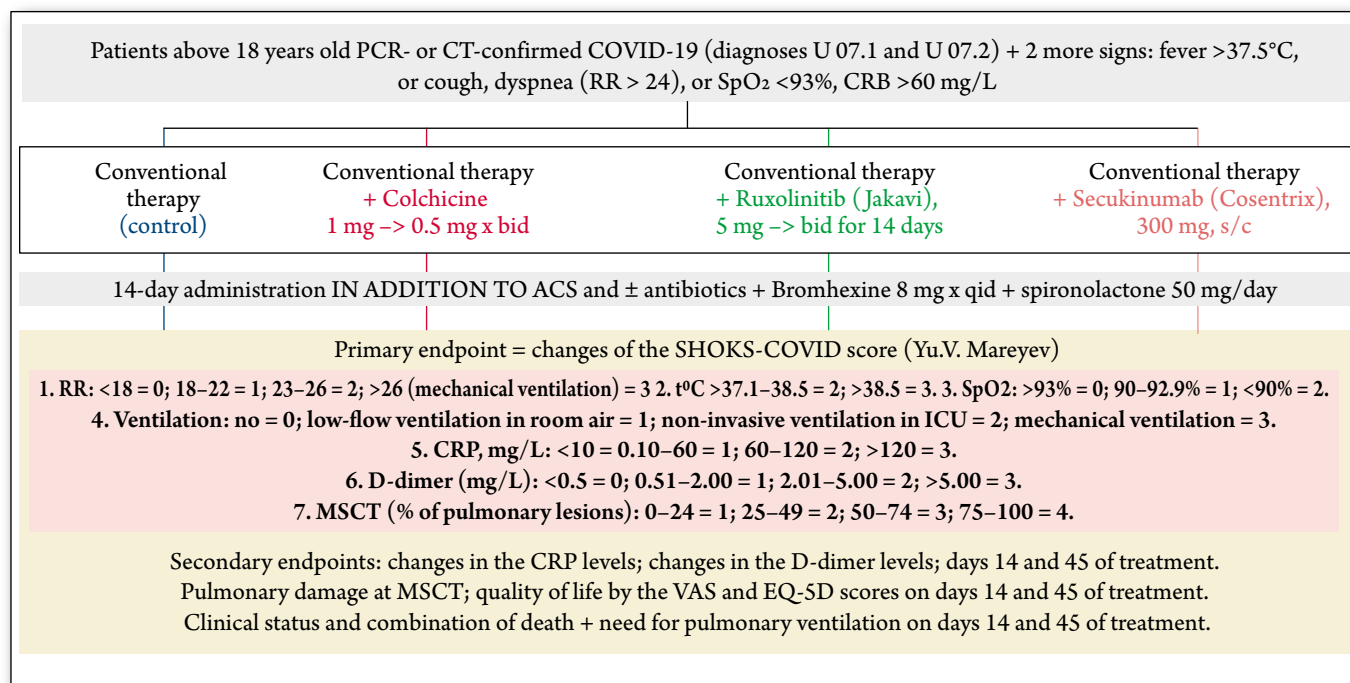 Patients above 18 years old PCR- or CT-confirmed COVID-19 (diagnoses U 07.1 and U 07.2) + 2 more signs: fever >37.5°C,
or cough, dyspnea (RR > 24), or SpO₂ <93%, CRB >60 mg/L
Conventional
therapy
(control)
Conventional therapy
+ Colchicine
1 mg –> 0.5 mg x bid
Conventional therapy
+ Ruxolinitib (Jakavi),
5 mg –> bid for 14 days
Conventional therapy
+ Secukinumab (Cosentrix),
300 mg, s/c
14-day administration IN ADDITION TO ACS and ± antibiotics + Bromhexine 8 mg x qid + spironolactone 50 mg/day
Primary endpoint = changes of the SHOKS-COVID score (Yu.V. Mareyev)
1. RR: <18 = 0; 18–22 = 1; 23–26 = 2; >26 (mechanical ventilation) = 3 2. t⁰C >37.1–38.5 = 2; >38.5 = 3. 3. SpO2: >93% = 0; 90–92.9% = 1; <90% = 2.
4. Ventilation: no = 0; low-flow ventilation in room air = 1; non-invasive ventilation in ICU = 2; mechanical ventilation = 3.
5. CRP, mg/L: <10 = 0.10–60 = 1; 60–120 = 2; >120 = 3.
6. D-dimer (mg/L): <0.5 = 0; 0.51–2.00 = 1; 2.01–5.00 = 2; >5.00 = 3.
7. MSCT (% of pulmonary lesions): 0–24 = 1; 25–49 = 2; 50–74 = 3; 75–100 = 4.
Secondary endpoints: changes in the CRP levels; changes in the D-dimer levels; days 14 and 45 of treatment.
Pulmonary damage at MSCT; quality of life by the VAS and EQ-5D scores on days 14 and 45 of treatment.
Clinical status and combination of death + need for pulmonary ventilation on days 14 and 45 of treatment.